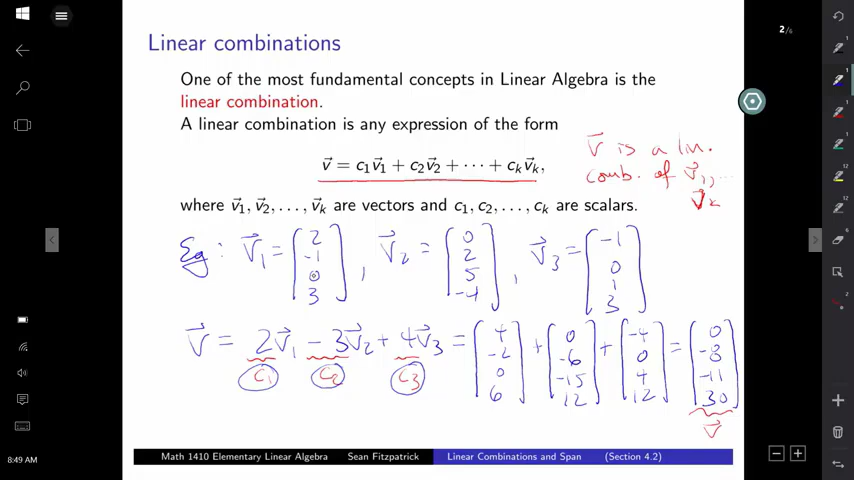 2/6
Linear combinations
One of the most fundamental concepts in Linear Algebra is the
linear combination.
A linear combination is any expression of the form
v⃗ = c₁v⃗₁ + c₂v⃗₂ + ··· + cₖv⃗ₖ,
v⃗ is a lin.
comb. of v⃗₁, ...
v⃗ₖ
where v⃗₁, v⃗₂, . . . , v⃗ₖ are vectors and c₁, c₂, . . . , cₖ are scalars.
Eg: v⃗₁ = [2 -1 0 3], v⃗₂ = [0 2 5 -4], v⃗₃ = [-1 0 1 3]
v⃗ = 2v⃗₁ - 3v⃗₂ + 4v⃗₃ = [4 -2 0 6] + [0 -6 -15 12] + [-4 0 4 12] = [0 -8 -11 30]
c₁ c₂ c₃
v⃗
Math 1410 Elementary Linear Algebra Sean Fitzpatrick Linear Combinations and Span (Section 4.2)
8:49 AM